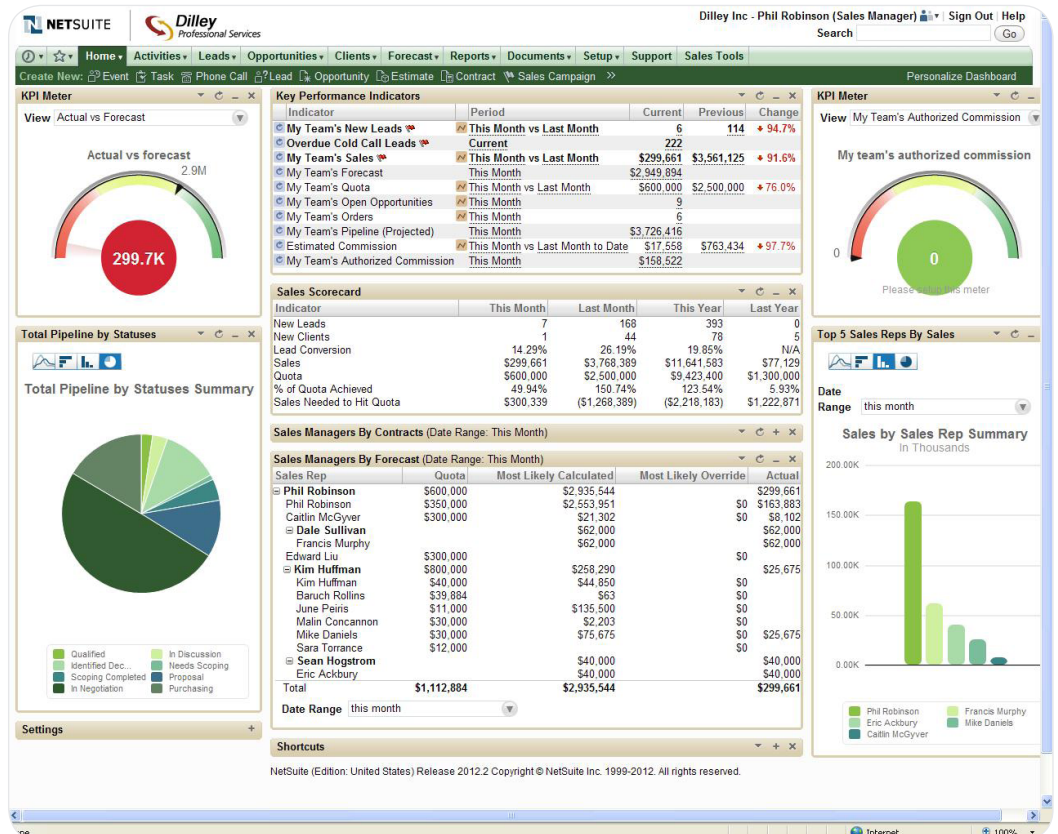 NETSUITE
Dilley
Professional Services
Dilley Inc - Phil Robinson (Sales Manager) Sign Out Help
Search Go
Home Activities Leads Opportunities Clients Forecast Reports Documents Setup Support Sales Tools
Create New: Event Task Phone Call Lead Opportunity Estimate Contract Sales Campaign >> Personalize Dashboard
KPI Meter
View Actual vs Forecast
Actual vs forecast
2.9M
299.7K
Total Pipeline by Statuses
Total Pipeline by Statuses Summary
Qualified In Discussion
Identified Dec... Needs Scoping
Scoping Completed Proposal
In Negotiation Purchasing
Settings
Key Performance Indicators
Indicator Period Current Previous Change
My Team's New Leads This Month vs Last Month 6 114 94.7%
Overdue Cold Call Leads Current 222
My Team's Sales This Month vs Last Month $299,661 $3,561,125 91.6%
My Team's Forecast This Month $2,949,894
My Team's Quota This Month vs Last Month $600,000 $2,500,000 76.0%
My Team's Open Opportunities This Month 9
My Team's Orders This Month 6
My Team's Pipeline (Projected) This Month $3,726,416
Estimated Commission This Month vs Last Month to Date $17,558 $763,434 97.7%
My Team's Authorized Commission This Month $158,522
Sales Scorecard
Indicator This Month Last Month This Year Last Year
New Leads 7 168 393 0
New Clients 1 44 78 5
Lead Conversion 14.29% 26.19% 19.85% N/A
Sales $299,661 $3,768,389 $11,641,583 $77,129
Quota $600,000 $2,500,000 $9,423,400 $1,300,000
% of Quota Achieved 49.94% 150.74% 123.54% 5.93%
Sales Needed to Hit Quota $300,339 ($1,268,389) ($2,218,183) $1,222,871
Sales Managers By Contracts (Date Range: This Month)
Sales Managers By Forecast (Date Range: This Month)
Sales Rep Quota Most Likely Calculated Most Likely Override Actual
Phil Robinson $600,000 $2,935,544 $299,661
Phil Robinson $350,000 $2,553,951 $0 $163,883
Caitlin McGyver $300,000 $21,302 $0 $8,102
Dale Sullivan $62,000 $62,000
Francis Murphy $62,000 $62,000
Edward Liu $300,000 $0
Kim Huffman $800,000 $258,290 $25,675
Kim Huffman $40,000 $44,850 $0
Baruch Rollins $39,884 $63 $0
June Peiris $11,000 $135,500 $0
Malin Concannon $30,000 $2,203 $0
Mike Daniels $30,000 $75,675 $0 $25,675
Sara Torrance $12,000 $0
Sean Hogstrom $40,000 $40,000
Eric Ackbury $40,000 $40,000
Total $1,112,884 $2,935,544 $299,661
Date Range this month
Shortcuts
NetSuite (Edition: United States) Release 2012.2 Copyright © NetSuite Inc. 1999-2012. All rights reserved.
KPI Meter
View My Team's Authorized Commission
My team's authorized commission
0
0
Please setup this meter
Top 5 Sales Reps By Sales
Date
Range this month
Sales by Sales Rep Summary
in Thousands
200.00K
150.00K
100.00K
50.00K
0.00K
Phil Robinson Francis Murphy
Eric Ackbury Mike Daniels
Caitlin McGyver
Internet 100%